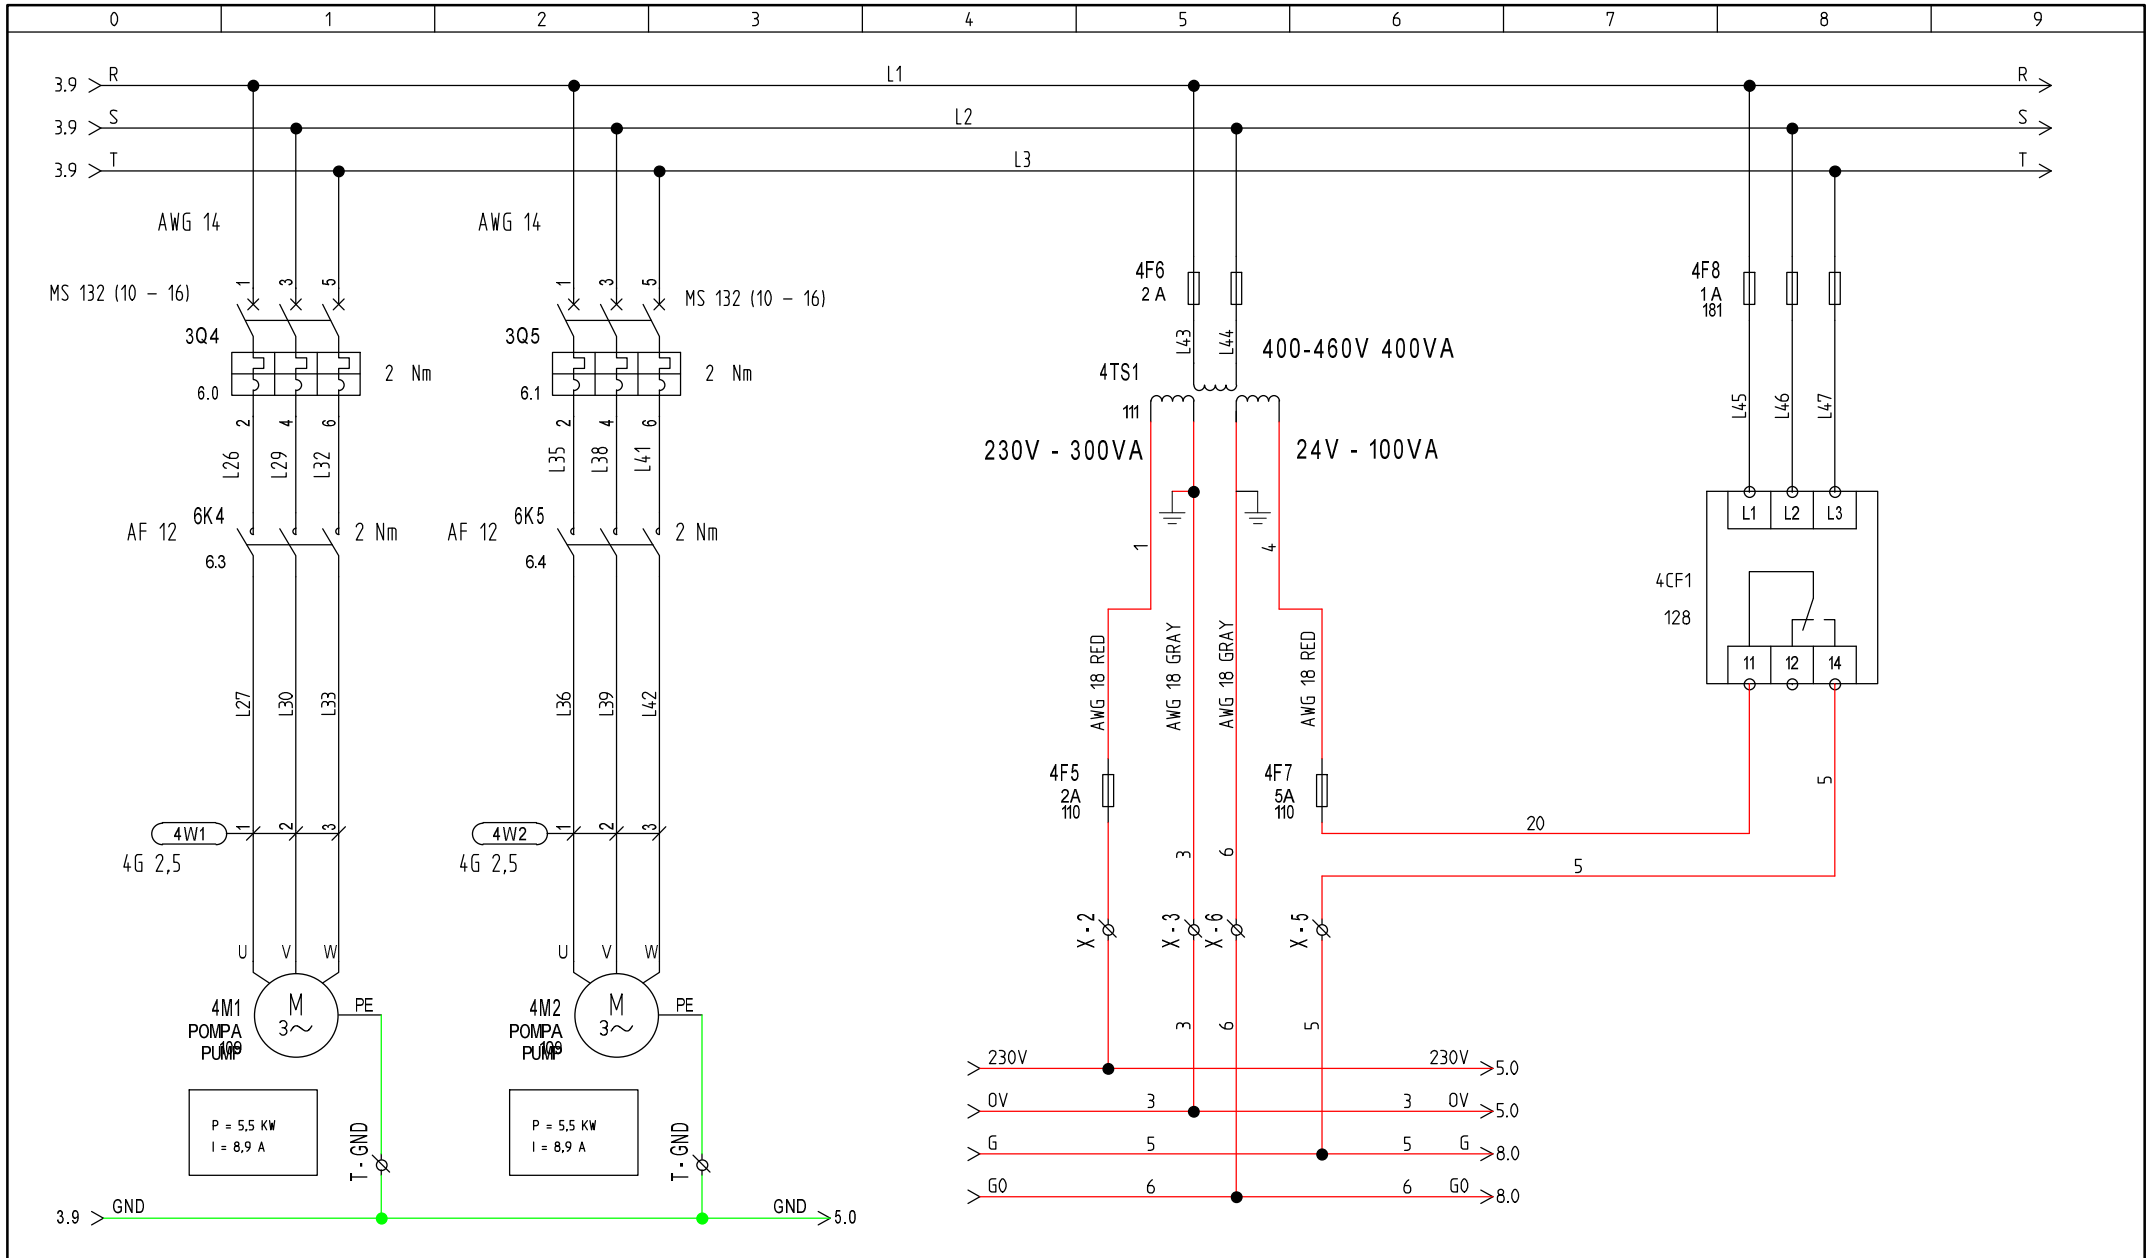 0 1 2 3 4 5 6 7 8 9
3.9 R L1 R
3.9 S L2 S
3.9 T L3 T
AWG 14 AWG 14
1 3 5 1 3 5
MS 132 (10 - 16) MS 132 (10 - 16)
3Q4 3Q5
2 Nm 2 Nm
6.0 6.1
2 4 6 2 4 6
L26 L29 L32 L35 L38 L41
6K4 6K5
AF 12 2 Nm AF 12 2 Nm
6.3 6.4
L27 L30 L33 L36 L39 L42
4W1 1 2 3 4W2 1 2 3
4G 2,5 4G 2,5
U V W U V W
4M1 M PE 4M2 M PE
POMPA 3~ POMPA 3~
PUMP PUMP
109 109
P = 5,5 KW P = 5,5 KW
I = 8,9 A I = 8,9 A
T - GND T - GND
3.9 GND GND 5.0
4F6
2 A
L43 L44
400-460V 400VA
4TS1
111
230V - 300VA 24V - 100VA
1 4
AWG 18 RED AWG 18 GRAY AWG 18 GRAY AWG 18 RED
4F5 4F7
2A 5A
110 110
3 6
20
5
5
X - 2 X - 3 X - 6 X - 5
3 6 5
230V 230V 5.0
0V 3 3 0V 5.0
G 5 5 G 8.0
G0 6 6 G0 8.0
4F8
1 A
181
L45 L46 L47
L1 L2 L3
4CF1
128
11 12 14